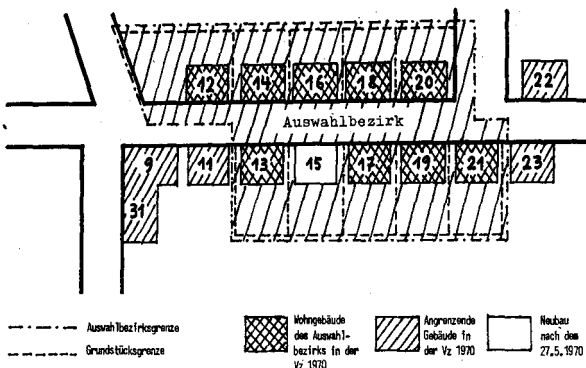 12 14 16 18 20 22
Auswahlbezirk
9 11 13 15 17 19 21 23
31
Auswahlbezirksgrenze
Grundstücksgrenze
Wohngebäude
des Auswahl-
bezirks in der
Vz 1970
Angrenzende
Gebäude in
der Vz 1970
Neubau
nach dem
27.5.1970